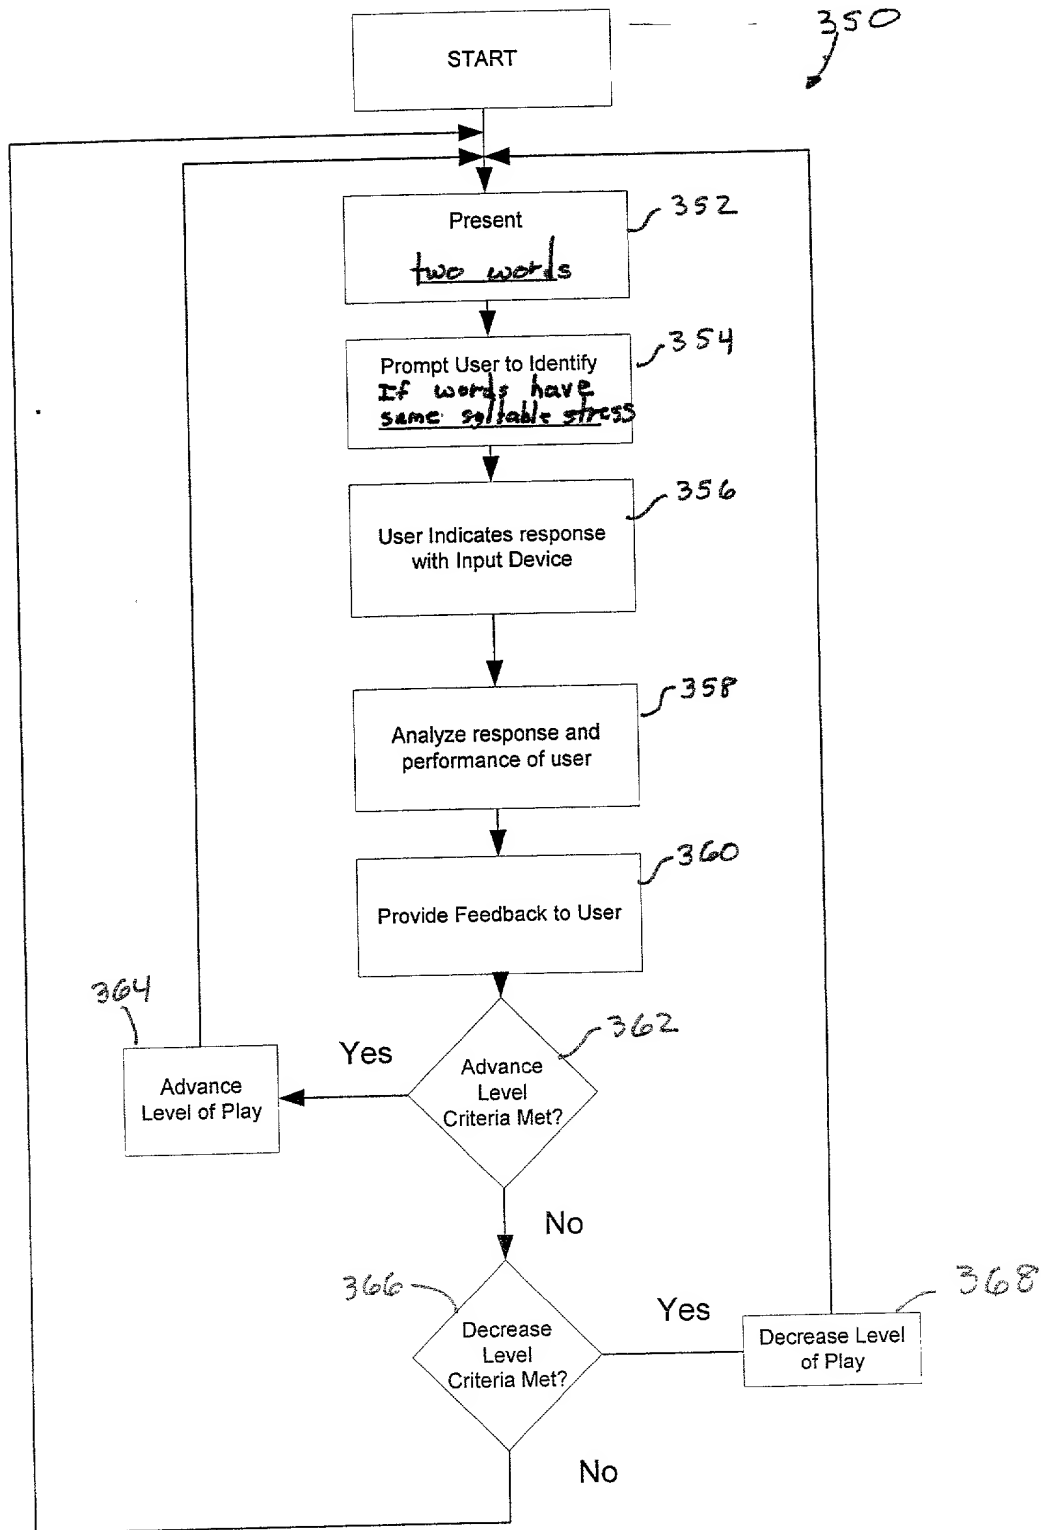 350
START
352
Present
two words
354
Prompt User to Identify
If words have
same syllable stress
356
User Indicates response
with Input Device
358
Analyze response and
performance of user
360
Provide Feedback to User
364
362
Yes
Advance
Level
Criteria Met?
Advance
Level of Play
No
366
368
Yes
Decrease
Level
Criteria Met?
Decrease Level
of Play
No